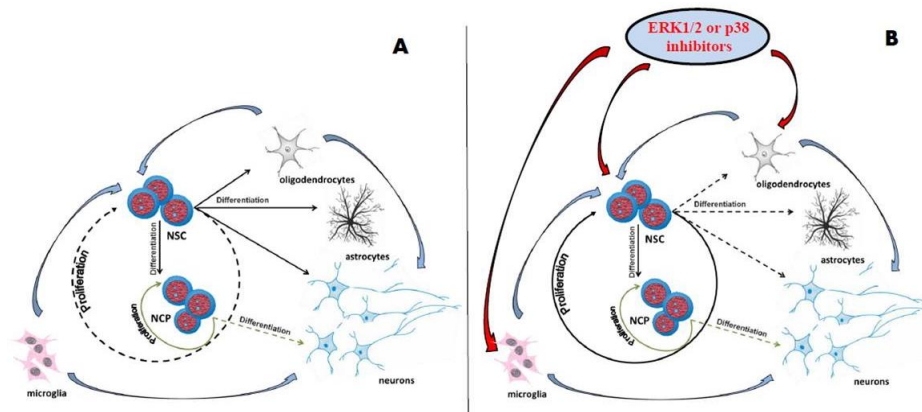 A
oligodendrocytes
Differentiation
NSC
astrocytes
Differentiation
Proliferation
NCP
Proliferation
Differentiation
microglia
neurons
ERK1/2 or p38
inhibitors
B
oligodendrocytes
Differentiation
NSC
astrocytes
Differentiation
Proliferation
NCP
Proliferation
Differentiation
microglia
neurons